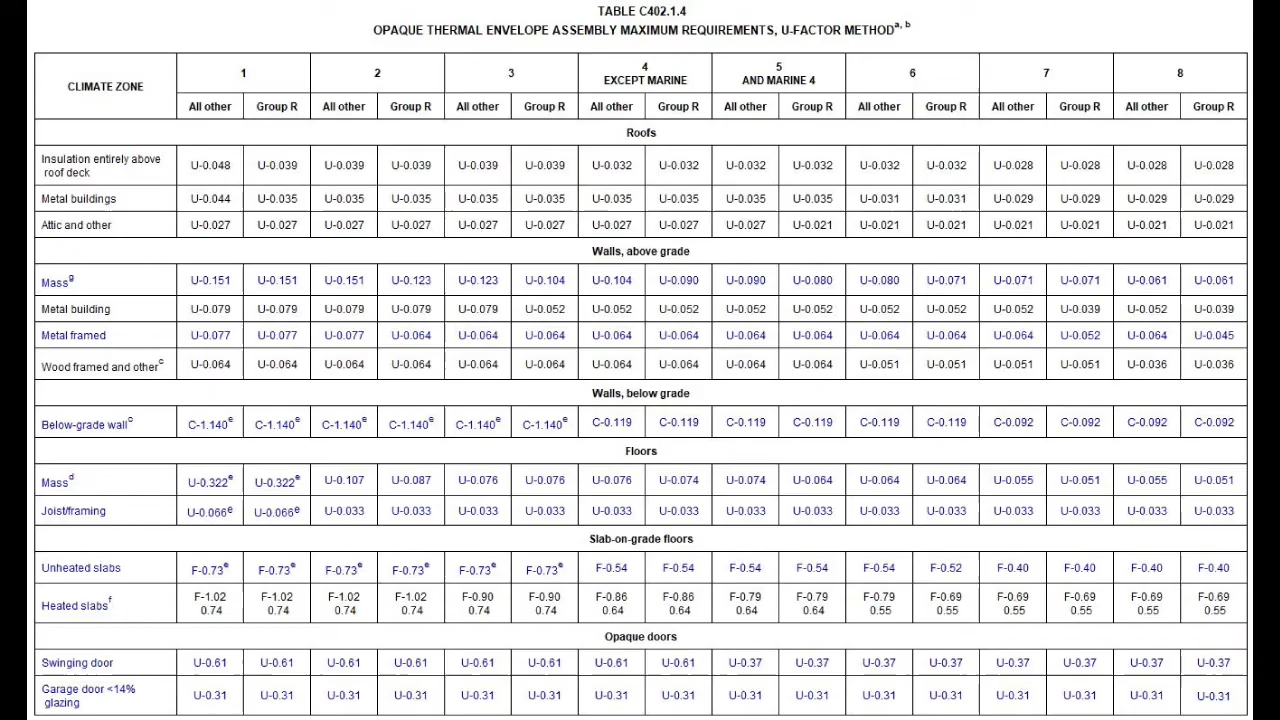 TABLE C402.1.4
OPAQUE THERMAL ENVELOPE ASSEMBLY MAXIMUM REQUIREMENTS, U-FACTOR METHODa, b
CLIMATE ZONE 1 2 3 4 EXCEPT MARINE 5 AND MARINE 4 6 7 8
All other Group R All other Group R All other Group R All other Group R All other Group R All other Group R All other Group R All other Group R
Roofs
Insulation entirely above roof deck U-0.048 U-0.039 U-0.039 U-0.039 U-0.039 U-0.039 U-0.032 U-0.032 U-0.032 U-0.032 U-0.032 U-0.032 U-0.028 U-0.028 U-0.028 U-0.028
Metal buildings U-0.044 U-0.035 U-0.035 U-0.035 U-0.035 U-0.035 U-0.035 U-0.035 U-0.035 U-0.035 U-0.031 U-0.031 U-0.029 U-0.029 U-0.029 U-0.029
Attic and other U-0.027 U-0.027 U-0.027 U-0.027 U-0.027 U-0.027 U-0.027 U-0.027 U-0.027 U-0.021 U-0.021 U-0.021 U-0.021 U-0.021 U-0.021 U-0.021
Walls, above grade
Massg U-0.151 U-0.151 U-0.151 U-0.123 U-0.123 U-0.104 U-0.104 U-0.090 U-0.090 U-0.080 U-0.080 U-0.071 U-0.071 U-0.071 U-0.061 U-0.061
Metal building U-0.079 U-0.079 U-0.079 U-0.079 U-0.079 U-0.052 U-0.052 U-0.052 U-0.052 U-0.052 U-0.052 U-0.052 U-0.052 U-0.039 U-0.052 U-0.039
Metal framed U-0.077 U-0.077 U-0.077 U-0.064 U-0.064 U-0.064 U-0.064 U-0.064 U-0.064 U-0.064 U-0.064 U-0.064 U-0.064 U-0.052 U-0.064 U-0.045
Wood framed and otherc U-0.064 U-0.064 U-0.064 U-0.064 U-0.064 U-0.064 U-0.064 U-0.064 U-0.064 U-0.064 U-0.051 U-0.051 U-0.051 U-0.051 U-0.036 U-0.036
Walls, below grade
Below-grade wallc C-1.140e C-1.140e C-1.140e C-1.140e C-1.140e C-1.140e C-0.119 C-0.119 C-0.119 C-0.119 C-0.119 C-0.119 C-0.092 C-0.092 C-0.092 C-0.092
Floors
Massd U-0.322e U-0.322e U-0.107 U-0.087 U-0.076 U-0.076 U-0.076 U-0.074 U-0.074 U-0.064 U-0.064 U-0.064 U-0.055 U-0.051 U-0.055 U-0.051
Joist/framing U-0.066e U-0.066e U-0.033 U-0.033 U-0.033 U-0.033 U-0.033 U-0.033 U-0.033 U-0.033 U-0.033 U-0.033 U-0.033 U-0.033 U-0.033 U-0.033
Slab-on-grade floors
Unheated slabs F-0.73e F-0.73e F-0.73e F-0.73e F-0.73e F-0.73e F-0.54 F-0.54 F-0.54 F-0.54 F-0.54 F-0.52 F-0.40 F-0.40 F-0.40 F-0.40
Heated slabsf F-1.02 F-1.02 F-1.02 F-1.02 F-0.90 F-0.90 F-0.86 F-0.86 F-0.79 F-0.79 F-0.79 F-0.69 F-0.69 F-0.69 F-0.69 F-0.69
0.74 0.74 0.74 0.74 0.74 0.74 0.64 0.64 0.64 0.64 0.55 0.55 0.55 0.55 0.55 0.55
Opaque doors
Swinging door U-0.61 U-0.61 U-0.61 U-0.61 U-0.61 U-0.61 U-0.61 U-0.61 U-0.37 U-0.37 U-0.37 U-0.37 U-0.37 U-0.37 U-0.37 U-0.37
Garage door <14% glazing U-0.31 U-0.31 U-0.31 U-0.31 U-0.31 U-0.31 U-0.31 U-0.31 U-0.31 U-0.31 U-0.31 U-0.31 U-0.31 U-0.31 U-0.31 U-0.31